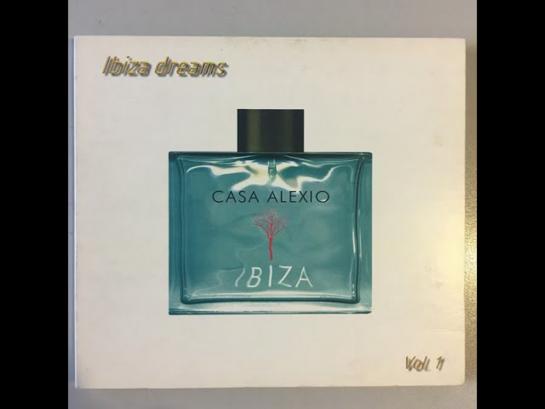 Ibiza dreams
CASA ALEXIO
IBIZA
Vol. 1